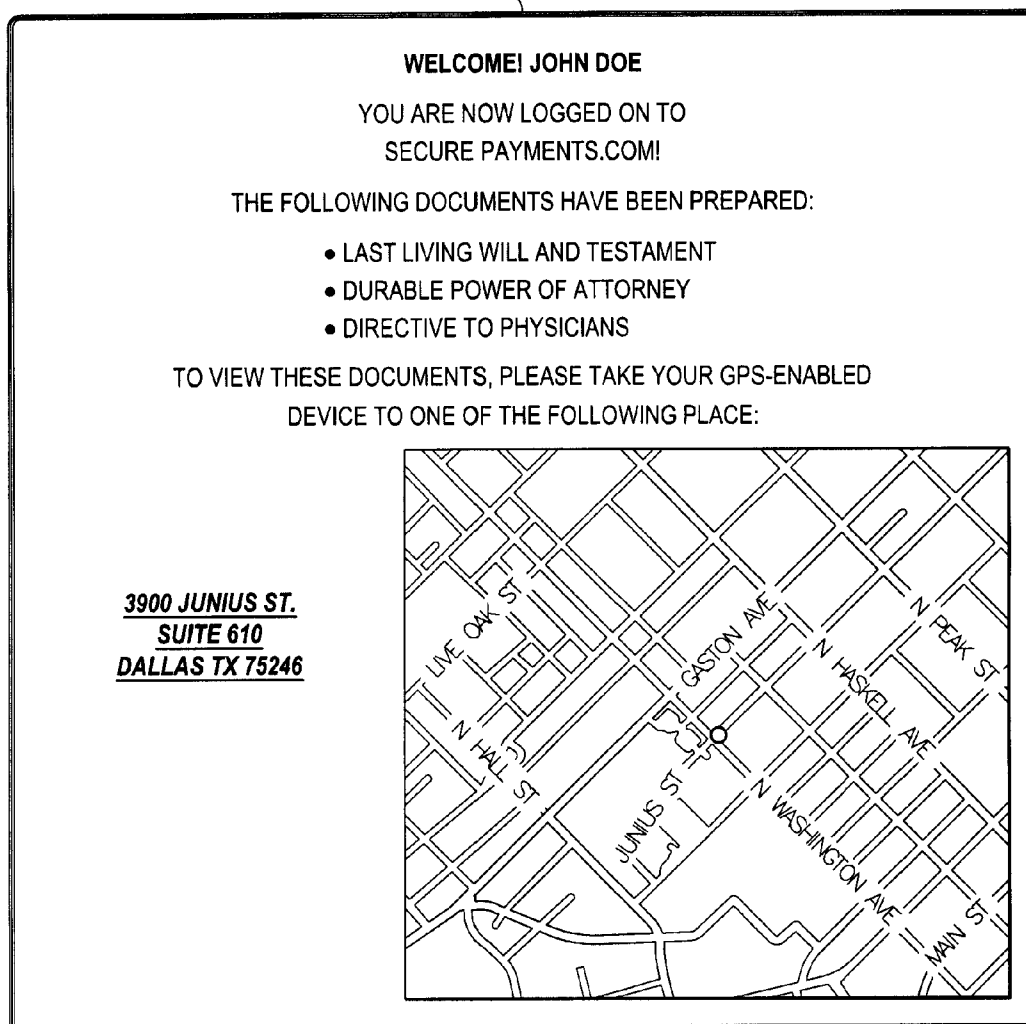 WELCOME! JOHN DOE
YOU ARE NOW LOGGED ON TO
SECURE PAYMENTS.COM!
THE FOLLOWING DOCUMENTS HAVE BEEN PREPARED:
• LAST LIVING WILL AND TESTAMENT
• DURABLE POWER OF ATTORNEY
• DIRECTIVE TO PHYSICIANS
TO VIEW THESE DOCUMENTS, PLEASE TAKE YOUR GPS-ENABLED
DEVICE TO ONE OF THE FOLLOWING PLACE:
3900 JUNIUS ST.
SUITE 610
DALLAS TX 75246
LIVE OAK ST
N HALL ST
GASTON AVE
JUNIUS ST
N HASKELL AVE
N PEAK ST
N WASHINGTON AVE
MAIN ST